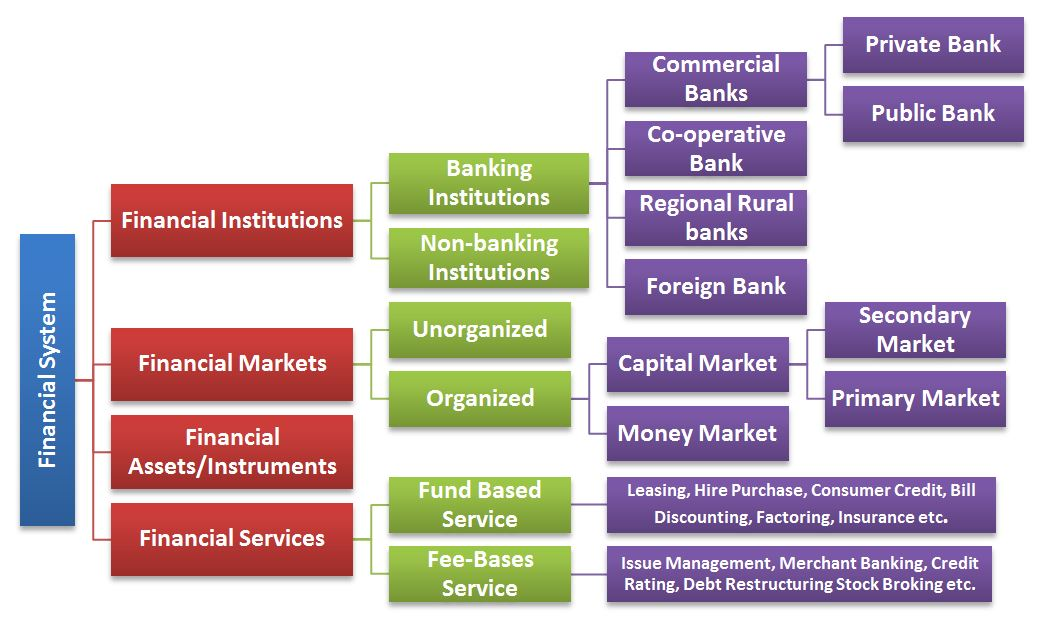 Financial System
Financial Institutions
Banking
Institutions
Commercial
Banks
Private Bank
Public Bank
Co-operative
Bank
Regional Rural
banks
Foreign Bank
Non-banking
Institutions
Financial Markets
Unorganized
Organized
Capital Market
Secondary
Market
Primary Market
Money Market
Financial
Assets/Instruments
Financial Services
Fund Based
Service
Leasing, Hire Purchase, Consumer Credit, Bill
Discounting, Factoring, Insurance etc.
Fee-Bases
Service
Issue Management, Merchant Banking, Credit
Rating, Debt Restructuring Stock Broking etc.